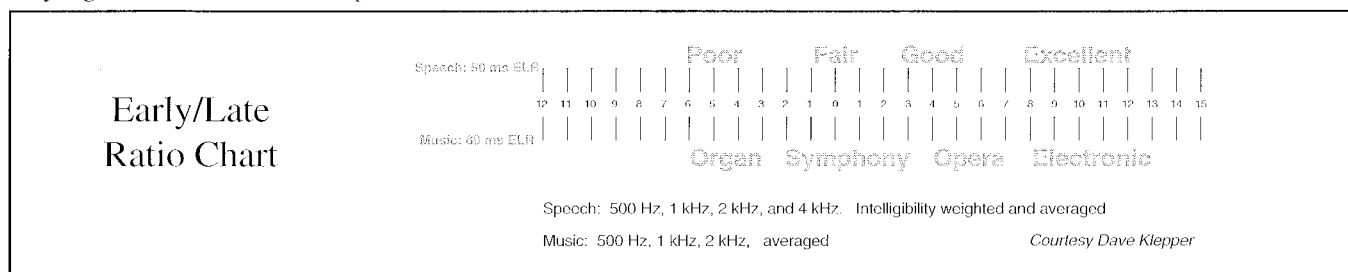 Poor Fair Good Excellent
Speech: 50 ms ELR
12 11 10 9 8 7 6 5 4 3 2 1 0 1 2 3 4 5 6 7 8 9 10 11 12 13 14 15
Early/Late
Ratio Chart
Music: 80 ms ELR
Organ Symphony Opera Electronic
Speech: 500 Hz, 1 kHz, 2 kHz, and 4 kHz. Intelligibility weighted and averaged
Music: 500 Hz, 1 kHz, 2 kHz, averaged
Courtesy Dave Klepper